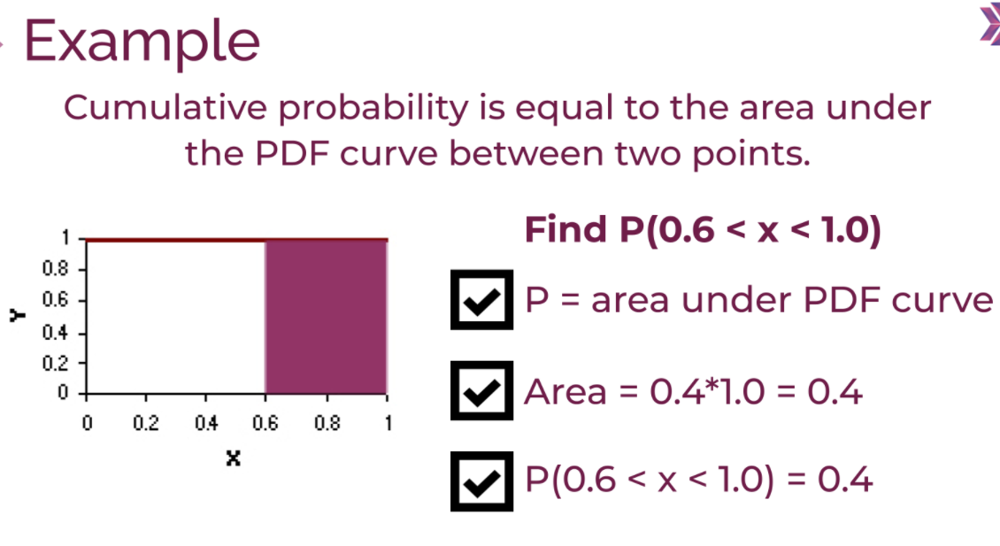 Example
Cumulative probability is equal to the area under
the PDF curve between two points.
Find P(0.6 < x < 1.0)
P = area under PDF curve
Area = 0.4*1.0 = 0.4
P(0.6 < x < 1.0) = 0.4
1
0.8
0.6
0.4
0.2
0
Y
0 0.2 0.4 0.6 0.8 1
X